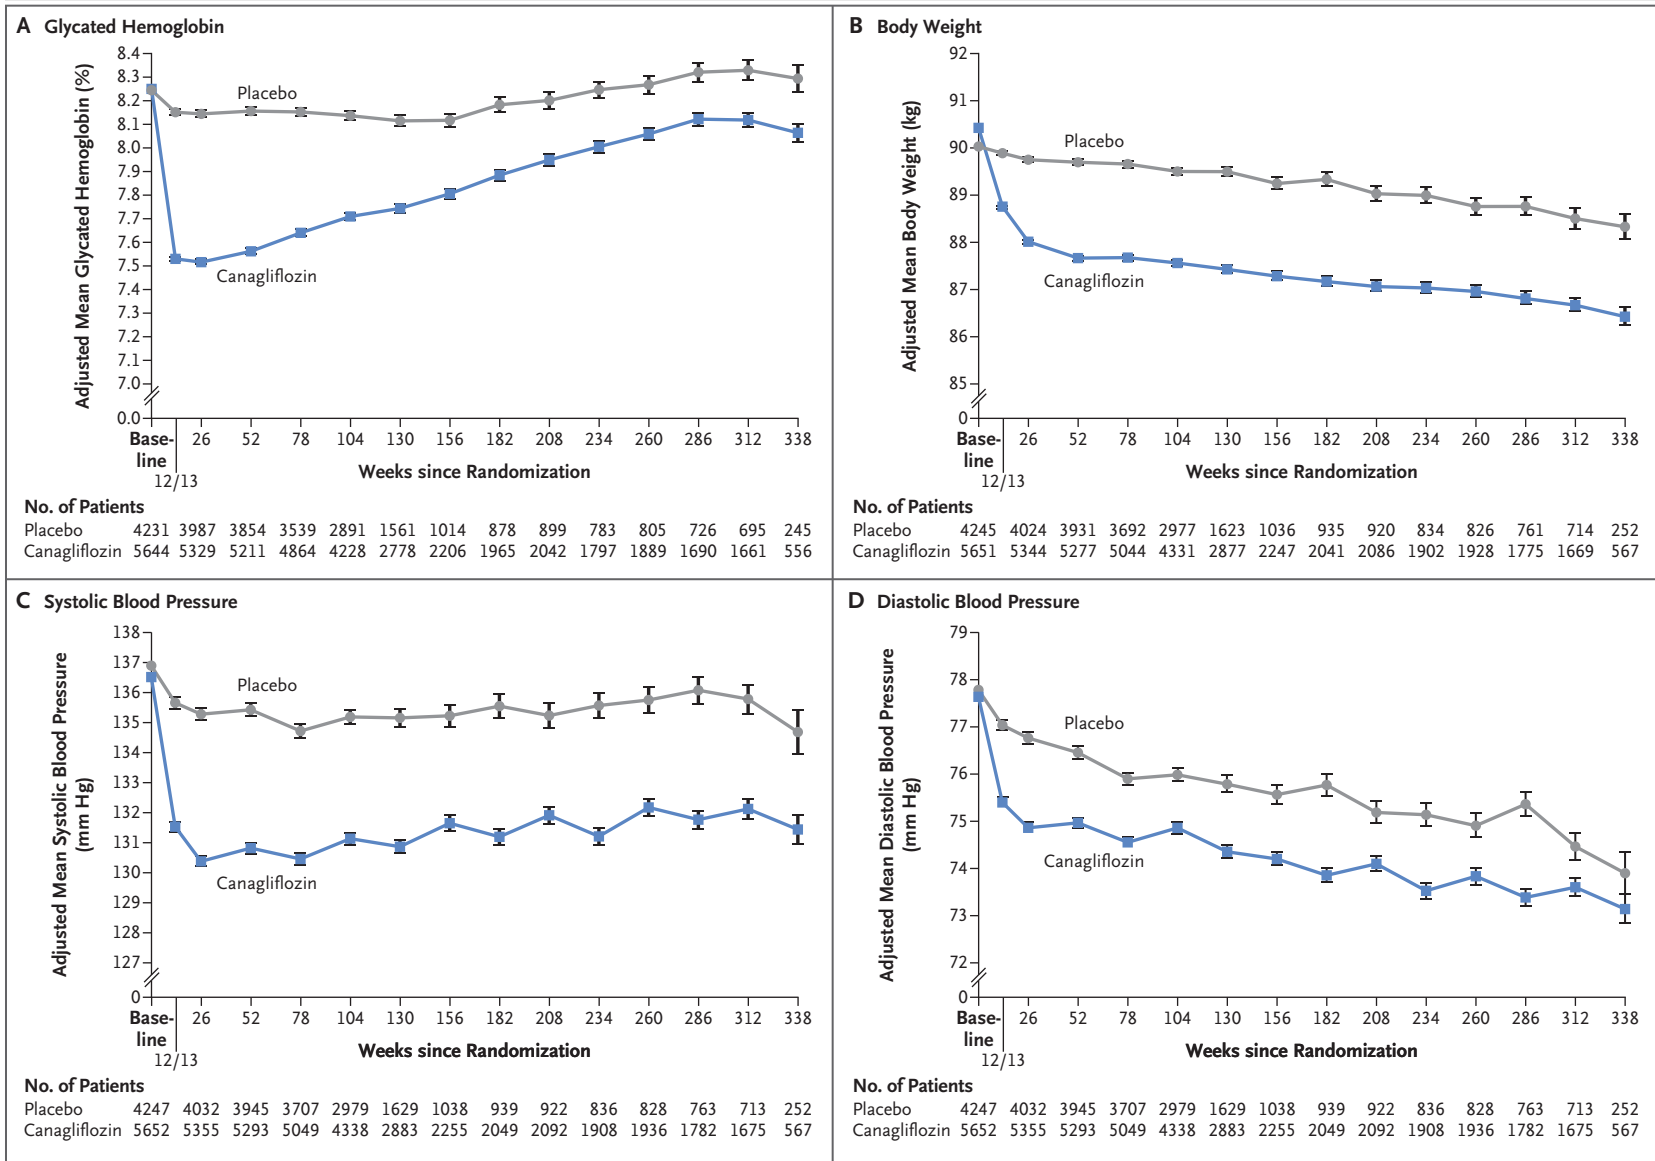 A Glycated Hemoglobin
Adjusted Mean Glycated Hemoglobin (%)
8.4
8.3
8.2
8.1
8.0
7.9
7.8
7.7
7.6
7.5
7.4
7.3
7.2
7.1
7.0
0.0
Placebo
Canagliflozin
Base-line 12/13 26 52 78 104 130 156 182 208 234 260 286 312 338
Weeks since Randomization
No. of Patients
Placebo 4231 3987 3854 3539 2891 1561 1014 878 899 783 805 726 695 245
Canagliflozin 5644 5329 5211 4864 4228 2778 2206 1965 2042 1797 1889 1690 1661 556
B Body Weight
Adjusted Mean Body Weight (kg)
92
91
90
89
88
87
86
85
0
Placebo
Canagliflozin
Base-line 12/13 26 52 78 104 130 156 182 208 234 260 286 312 338
Weeks since Randomization
No. of Patients
Placebo 4245 4024 3931 3692 2977 1623 1036 935 920 834 826 761 714 252
Canagliflozin 5651 5344 5277 5044 4331 2877 2247 2041 2086 1902 1928 1775 1669 567
C Systolic Blood Pressure
Adjusted Mean Systolic Blood Pressure
(mm Hg)
138
137
136
135
134
133
132
131
130
129
128
127
0
Placebo
Canagliflozin
Base-line 12/13 26 52 78 104 130 156 182 208 234 260 286 312 338
Weeks since Randomization
No. of Patients
Placebo 4247 4032 3945 3707 2979 1629 1038 939 922 836 828 763 713 252
Canagliflozin 5652 5355 5293 5049 4338 2883 2255 2049 2092 1908 1936 1782 1675 567
D Diastolic Blood Pressure
Adjusted Mean Diastolic Blood Pressure
(mm Hg)
79
78
77
76
75
74
73
72
0
Placebo
Canagliflozin
Base-line 12/13 26 52 78 104 130 156 182 208 234 260 286 312 338
Weeks since Randomization
No. of Patients
Placebo 4247 4032 3945 3707 2979 1629 1038 939 922 836 828 763 713 252
Canagliflozin 5652 5355 5293 5049 4338 2883 2255 2049 2092 1908 1936 1782 1675 567